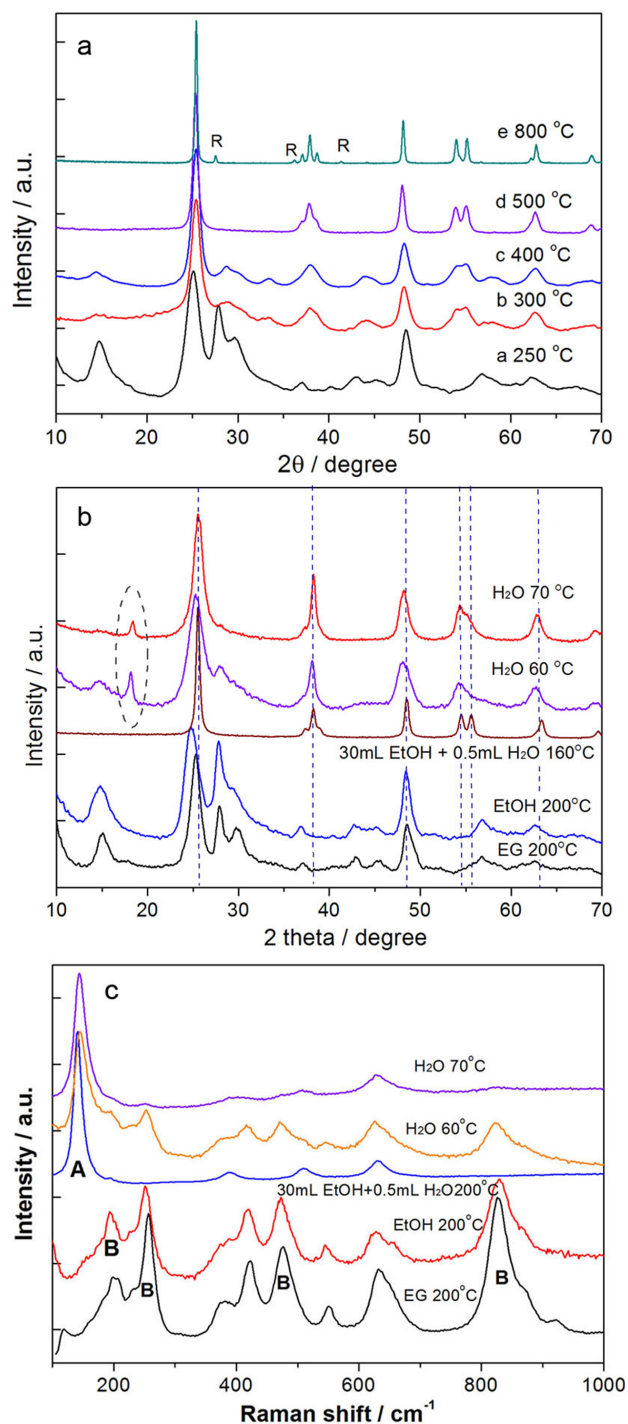 a
R
R
R
e 800 °C
d 500 °C
c 400 °C
b 300 °C
a 250 °C
Intensity / a.u.
10 20 30 40 50 60 70
2θ / degree
b
H₂O 70 °C
H₂O 60 °C
30mL EtOH + 0.5mL H₂O 160°C
EtOH 200°C
EG 200°C
Intensity / a.u.
10 20 30 40 50 60 70
2 theta / degree
c
H₂O 70°C
H₂O 60°C
A
30mL EtOH+0.5mL H₂O200°C
EtOH 200°C
B
B
B
B
EG 200°C
Intensity / a.u.
200 400 600 800 1000
Raman shift / cm⁻¹